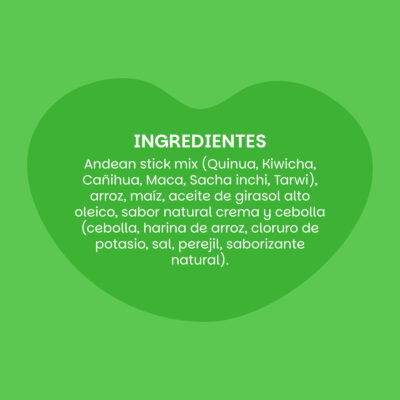 INGREDIENTES
Andean stick mix (Quinua, Kiwicha,
Cañihua, Maca, Sacha inchi, Tarwi),
arroz, maíz, aceite de girasol alto
oleico, sabor natural crema y cebolla
(cebolla, harina de arroz, cloruro de
potasio, sal, perejil, saborizante
natural).